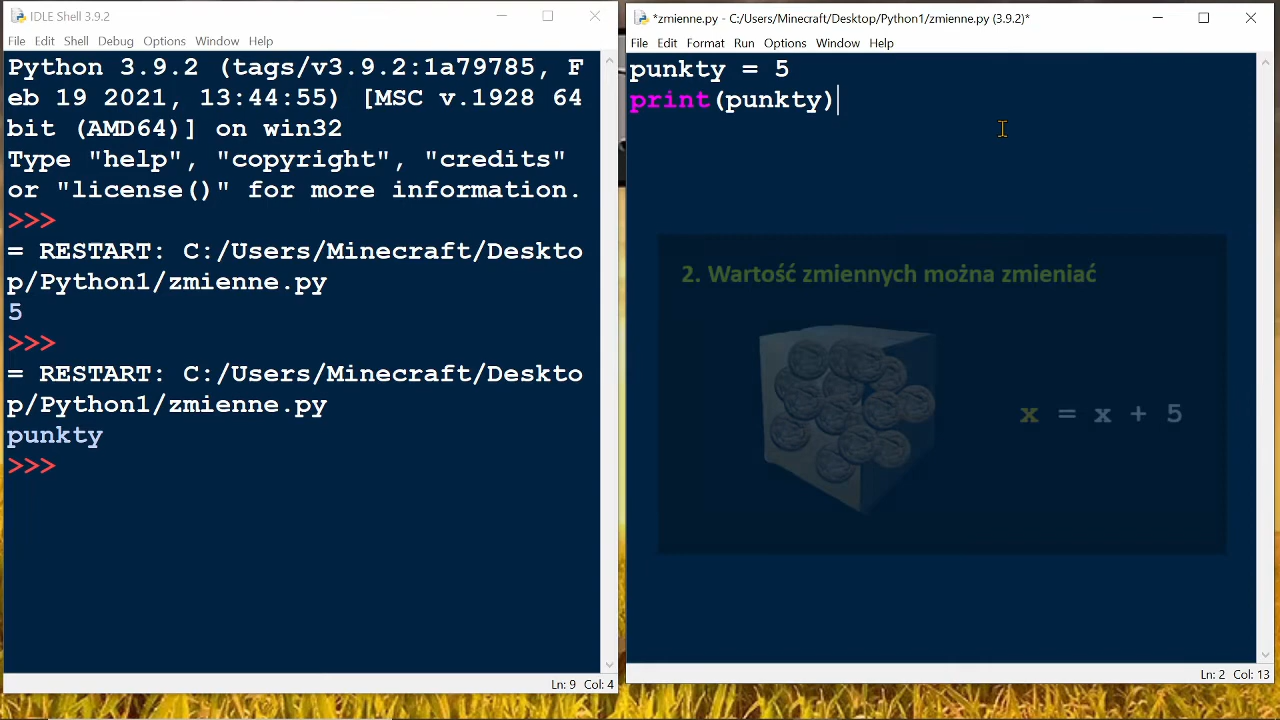 IDLE Shell 3.9.2
File Edit Shell Debug Options Window Help
Python 3.9.2 (tags/v3.9.2:1a79785, F
eb 19 2021, 13:44:55) [MSC v.1928 64
bit (AMD64)] on win32
Type "help", "copyright", "credits"
or "license()" for more information.
>>>
= RESTART: C:/Users/Minecraft/Deskto
p/Python1/zmienne.py
5
>>>
= RESTART: C:/Users/Minecraft/Deskto
p/Python1/zmienne.py
punkty
>>>
Ln: 9 Col: 4
*zmienne.py - C:/Users/Minecraft/Desktop/Python1/zmienne.py (3.9.2)*
File Edit Format Run Options Window Help
punkty = 5
print(punkty)
2. Wartość zmiennych można zmieniać
x = x + 5
Ln: 2 Col: 13